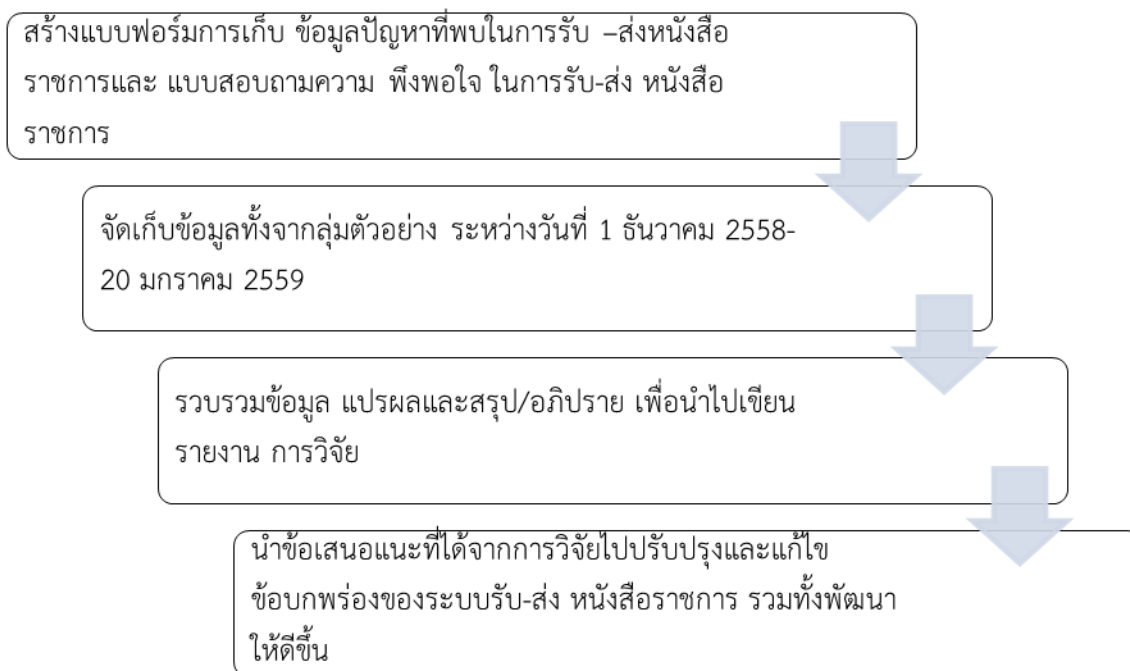 สร้างแบบฟอร์มการเก็บ ข้อมูลปัญหาที่พบในการรับ –ส่งหนังสือ
ราชการและ แบบสอบถามความ พึงพอใจ ในการรับ-ส่ง หนังสือ
ราชการ
จัดเก็บข้อมูลทั้งจากลุ่มตัวอย่าง ระหว่างวันที่ 1 ธันวาคม 2558-
20 มกราคม 2559
รวบรวมข้อมูล แปรผลและสรุป/อภิปราย เพื่อนำไปเขียน
รายงาน การวิจัย
นำข้อเสนอแนะที่ได้จากการวิจัยไปปรับปรุงและแก้ไข
ข้อบกพร่องของระบบรับ-ส่ง หนังสือราชการ รวมทั้งพัฒนา
ให้ดีขึ้น